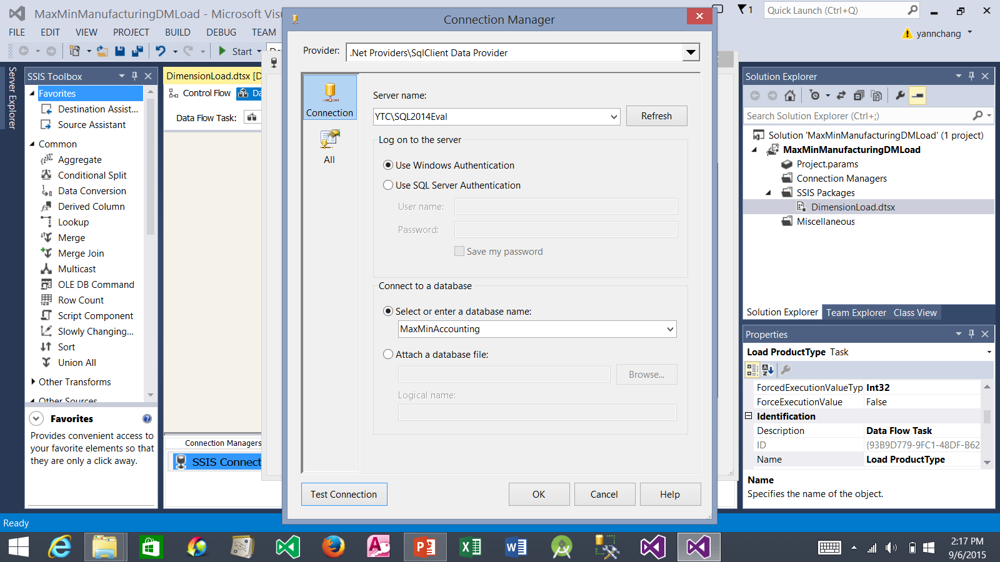 MaxMinManufacturingDMLoad - Microsoft Visu
1
Quick Launch (Ctrl+Q)
FILE EDIT VIEW PROJECT BUILD DEBUG TEAM
yannchang
Start
Server Explorer
SSIS Toolbox
Favorites
Destination Assist...
Source Assistant
Common
Aggregate
Conditional Split
Data Conversion
Derived Column
Lookup
Merge
Merge Join
Multicast
OLE DB Command
Row Count
Script Component
Slowly Changing...
Sort
Union All
Other Transforms
Other Sources
Favorites
Provides convenient access to
your favorite elements so that
they are only a click away.
DimensionLoad.dtsx [D
Control Flow Da
Data Flow Task:
Connection Managers
SSIS Connect
Connection Manager
Provider: .Net Providers\SqlClient Data Provider
Connection
All
Server name:
YTC\SQL2014Eval
Refresh
Log on to the server
Use Windows Authentication
Use SQL Server Authentication
User name:
Password:
Save my password
Connect to a database
Select or enter a database name:
MaxMinAccounting
Attach a database file:
Browse...
Logical name:
Test Connection OK Cancel Help
Solution Explorer
Search Solution Explorer (Ctrl+;)
Solution 'MaxMinManufacturingDMLoad' (1 project)
MaxMinManufacturingDMLoad
Project.params
Connection Managers
SSIS Packages
DimensionLoad.dtsx
Miscellaneous
Solution Explorer Team Explorer Class View
Properties
Load ProductType Task
ForcedExecutionValueTyp Int32
ForceExecutionValue False
Identification
Description Data Flow Task
ID {93B9D779-9FC1-48DF-B62
Name Load ProductType
Name
Specifies the name of the object.
Ready
2:17 PM
9/6/2015